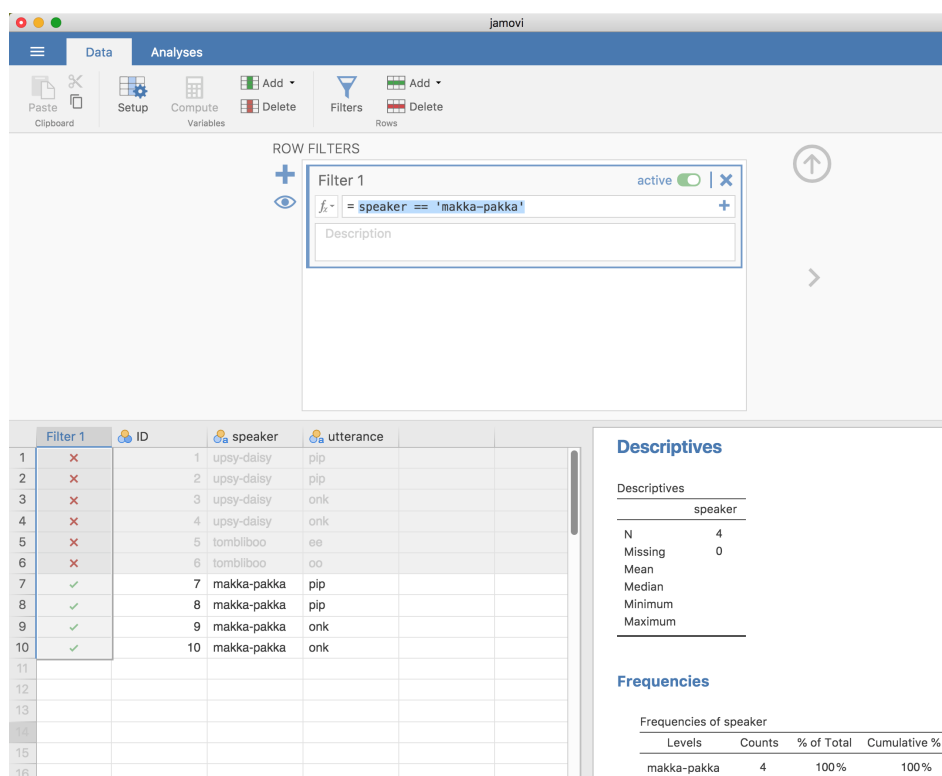 jamovi
Data Analyses
Paste Setup Compute Add Delete Filters Add Delete
Clipboard Variables Rows
ROW FILTERS
Filter 1 active
fx = speaker == 'makka-pakka'
Description
Filter 1 ID speaker utterance
1 1 upsy-daisy pip
2 2 upsy-daisy pip
3 3 upsy-daisy onk
4 4 upsy-daisy onk
5 5 tombliboo ee
6 6 tombliboo oo
7 7 makka-pakka pip
8 8 makka-pakka pip
9 9 makka-pakka onk
10 10 makka-pakka onk
11
12
13
14
15
16
Descriptives
Descriptives
speaker
N 4
Missing 0
Mean
Median
Minimum
Maximum
Frequencies
Frequencies of speaker
Levels Counts % of Total Cumulative %
makka-pakka 4 100% 100%